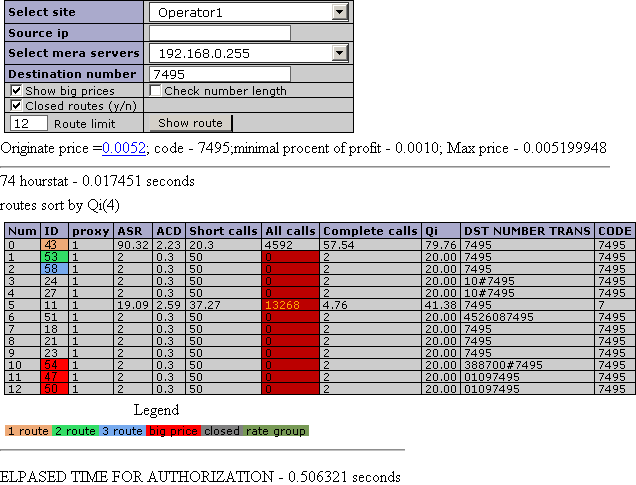 Select site Operator1
Source ip
Select mera servers 192.168.0.255
Destination number 7495
Show big prices Check number length
Closed routes (y/n)
12 Route limit Show route
Originate price =0.0052; code - 7495;minimal procent of profit - 0.0010; Max price - 0.005199948
74 hourstat - 0.017451 seconds
routes sort by Qi(4)
Num ID proxy ASR ACD Short calls All calls Complete calls Qi DST NUMBER TRANS CODE
0 43 1 90.32 2.23 20.3 4592 57.54 79.76 7495 7495
1 53 1 2 0.3 50 0 2 20.00 7495 7495
2 58 1 2 0.3 50 0 2 20.00 7495 7495
3 24 1 2 0.3 50 0 2 20.00 10#7495 7495
4 27 1 2 0.3 50 0 2 20.00 10#7495 7495
5 11 1 19.09 2.59 37.27 13268 4.76 41.38 7495 7
6 51 1 2 0.3 50 0 2 20.00 4526087495 7495
7 18 1 2 0.3 50 0 2 20.00 7495 7495
8 21 1 2 0.3 50 0 2 20.00 7495 7495
9 23 1 2 0.3 50 0 2 20.00 7495 7495
10 54 1 2 0.3 50 0 2 20.00 388700#7495 7495
11 47 1 2 0.3 50 0 2 20.00 01097495 7495
12 50 1 2 0.3 50 0 2 20.00 01097495 7495
Legend
1 route 2 route 3 route big price closed rate group
ELPASED TIME FOR AUTHORIZATION - 0.506321 seconds